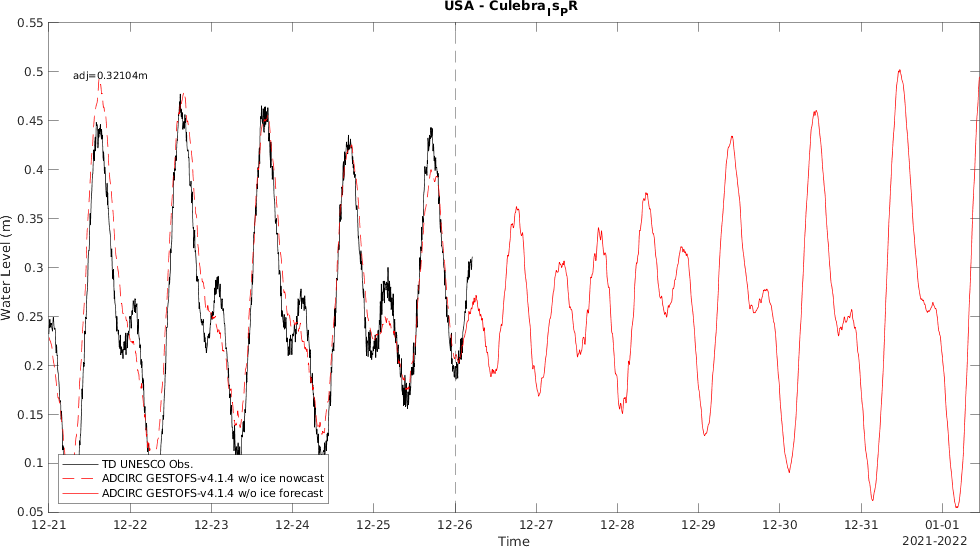 USA - CulebraIsPR
0.55
0.5
0.45
0.4
0.35
0.3
0.25
0.2
0.15
0.1
0.05
Water Level (m)
adj=0.32104m
TD UNESCO Obs.
ADCIRC GESTOFS-v4.1.4 w/o ice nowcast
ADCIRC GESTOFS-v4.1.4 w/o ice forecast
12-21 12-22 12-23 12-24 12-25 12-26 12-27 12-28 12-29 12-30 12-31 01-01
Time
2021-2022